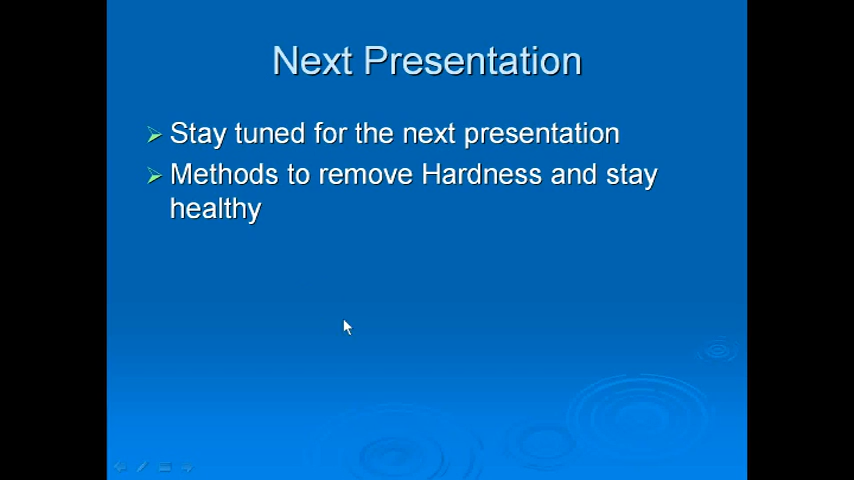 Next Presentation
Stay tuned for the next presentation
Methods to remove Hardness and stay
healthy